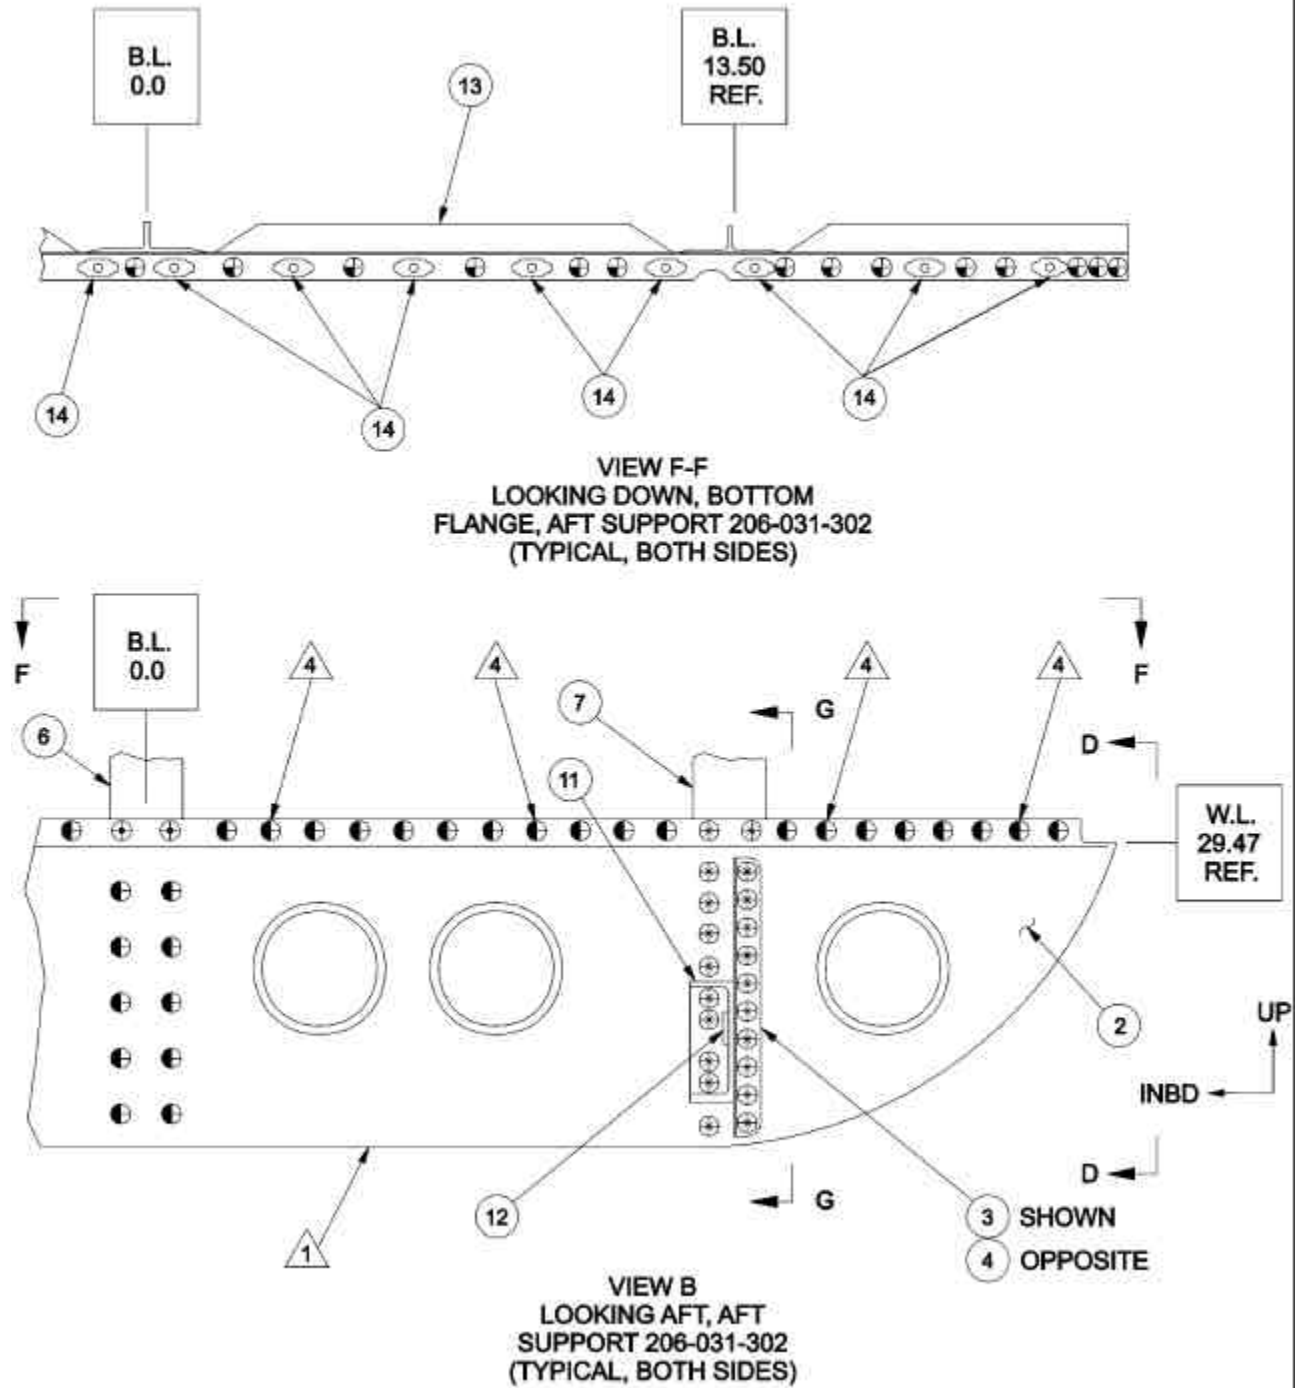 B.L.
0.0
B.L.
13.50
REF.
13
14
14
14
14
VIEW F-F
LOOKING DOWN, BOTTOM
FLANGE, AFT SUPPORT 206-031-302
(TYPICAL, BOTH SIDES)
F
B.L.
0.0
4
4
4
4
F
6
7
G
D
11
W.L.
29.47
REF.
2
UP
INBD
D
12
G
3 SHOWN
1
4 OPPOSITE
VIEW B
LOOKING AFT, AFT
SUPPORT 206-031-302
(TYPICAL, BOTH SIDES)